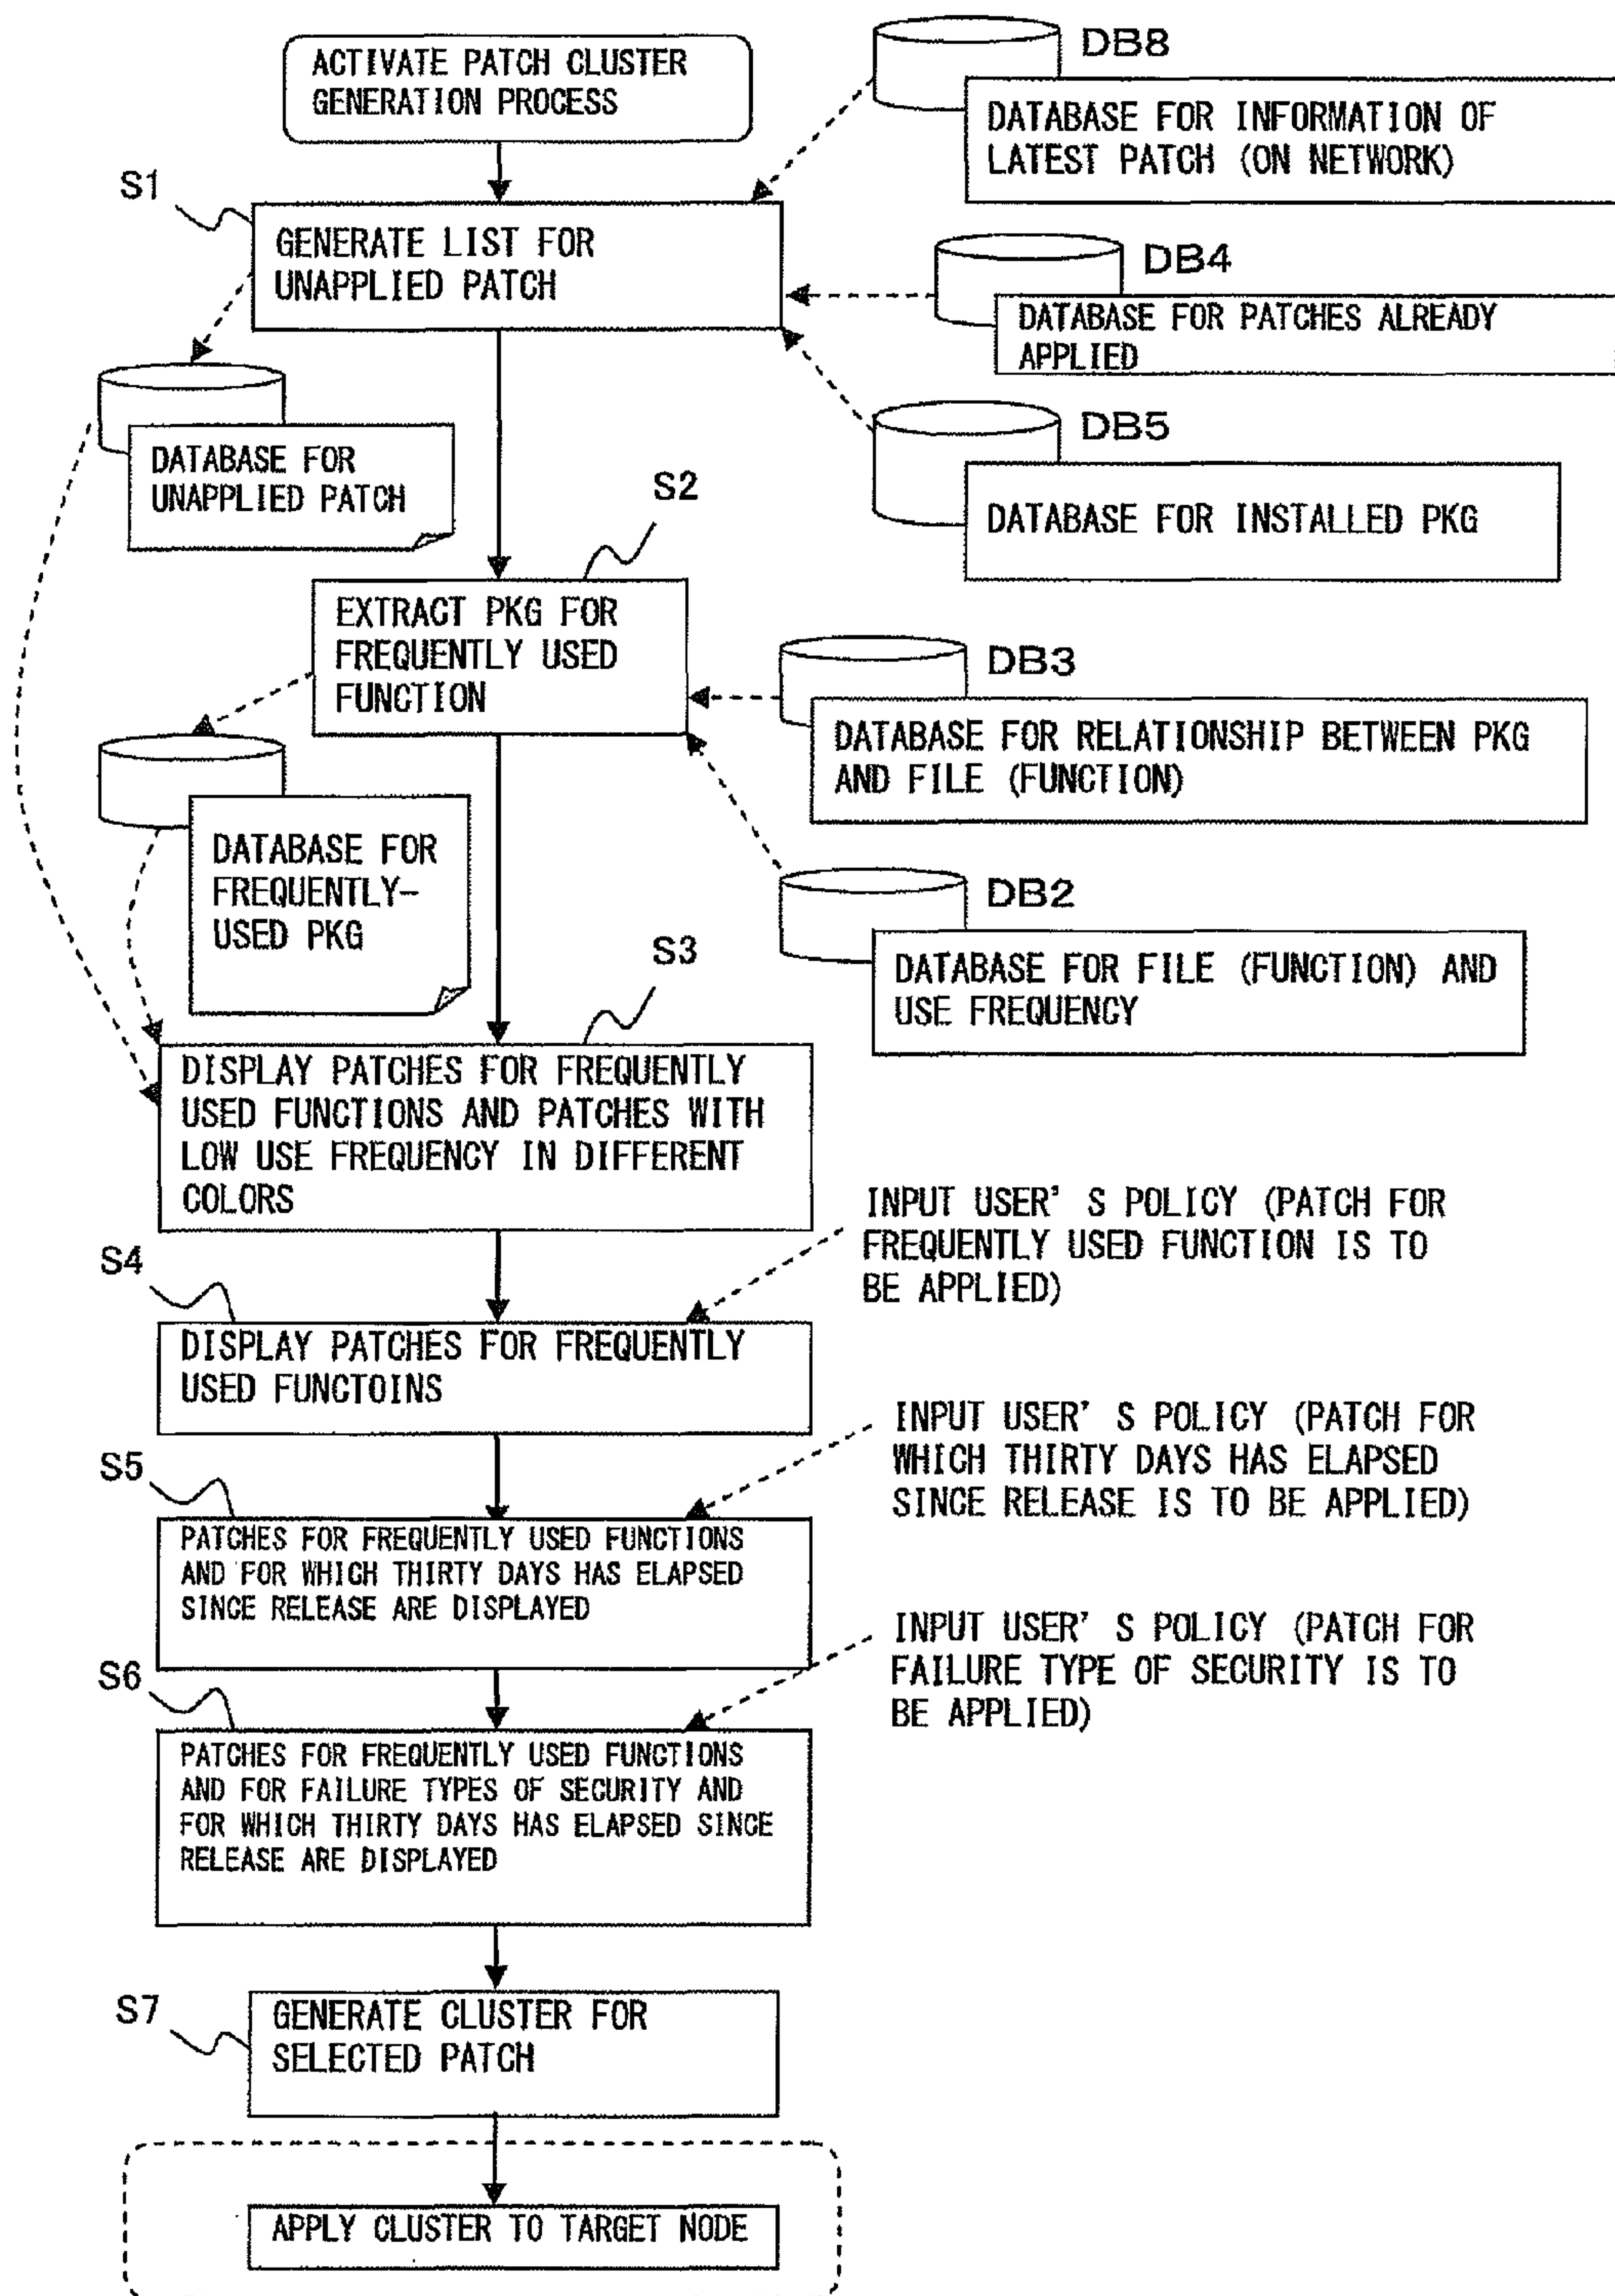 ACTIVATE PATCH CLUSTER
GENERATION PROCESS
DB8
DATABASE FOR INFORMATION OF
LATEST PATCH (ON NETWORK)
S1
GENERATE LIST FOR
UNAPPLIED PATCH
DB4
DATABASE FOR PATCHES ALREADY
APPLIED
DATABASE FOR
UNAPPLIED PATCH
DB5
DATABASE FOR INSTALLED PKG
S2
EXTRACT PKG FOR
FREQUENTLY USED
FUNCTION
DB3
DATABASE FOR RELATIONSHIP BETWEEN PKG
AND FILE (FUNCTION)
DATABASE FOR
FREQUENTLY-
USED PKG
DB2
DATABASE FOR FILE (FUNCTION) AND
USE FREQUENCY
S3
DISPLAY PATCHES FOR FREQUENTLY
USED FUNCTIONS AND PATCHES WITH
LOW USE FREQUENCY IN DIFFERENT
COLORS
INPUT USER' S POLICY (PATCH FOR
FREQUENTLY USED FUNCTION IS TO
BE APPLIED)
S4
DISPLAY PATCHES FOR FREQUENTLY
USED FUNCTOINS
INPUT USER' S POLICY (PATCH FOR
WHICH THIRTY DAYS HAS ELAPSED
SINCE RELEASE IS TO BE APPLIED)
S5
PATCHES FOR FREQUENTLY USED FUNCTIONS
AND FOR WHICH THIRTY DAYS HAS ELAPSED
SINCE RELEASE ARE DISPLAYED
INPUT USER' S POLICY (PATCH FOR
FAILURE TYPE OF SECURITY IS TO
BE APPLIED)
S6
PATCHES FOR FREQUENTLY USED FUNCTIONS
AND FOR FAILURE TYPES OF SECURITY AND
FOR WHICH THIRTY DAYS HAS ELAPSED SINCE
RELEASE ARE DISPLAYED
S7
GENERATE CLUSTER FOR
SELECTED PATCH
APPLY CLUSTER TO TARGET NODE